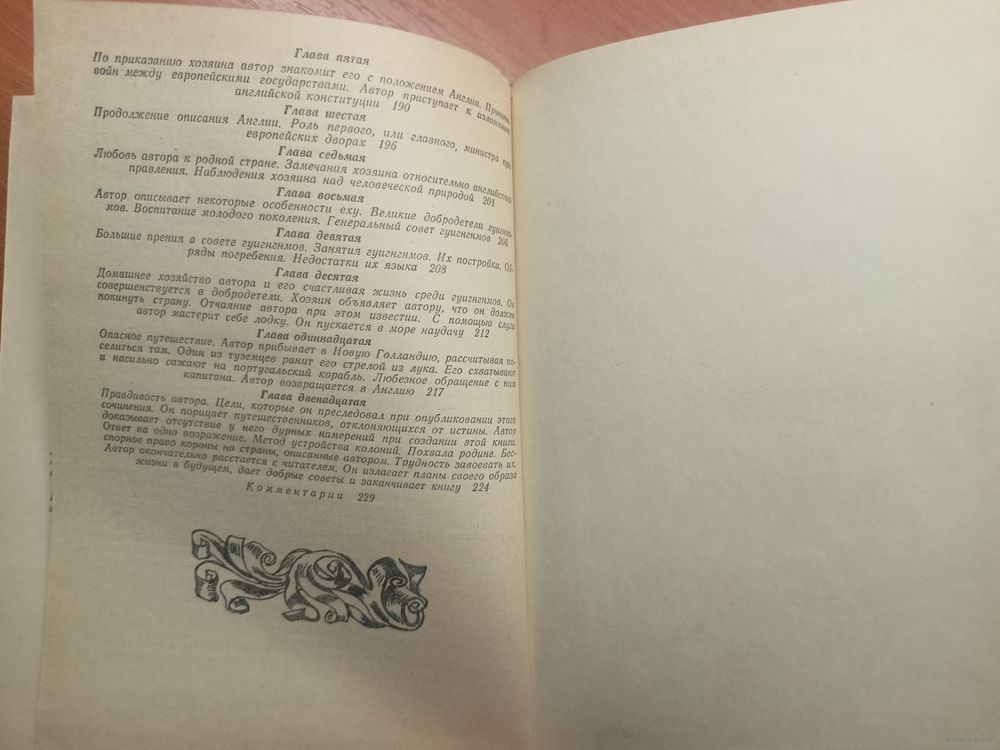 Глава пятая
По приказанию хозяина автор знакомит его с положением Англии. Причины
войн между европейскими государствами. Автор приступает к изложению
английской конституции 190
Глава шестая
Продолжение описания Англии. Роль первого, или главного, министра при
европейских дворах 196
Глава седьмая
Любовь автора к родной стране. Замечания хозяина относительно английского
правления. Наблюдения хозяина над человеческой природой 201
Глава восьмая
Автор описывает некоторые особенности еху. Великие добродетели гуигнгн-
мов. Воспитание молодого поколения. Генеральный совет гуигнгнмов 206
Глава девятая
Большие прения в совете гуигнгнмов. Занятия гуигнгнмов. Их постройки. Об-
ряды погребения. Недостатки их языка 208
Глава десятая
Домашнее хозяйство автора и его счастливая жизнь среди гуигнгнмов. Он
совершенствуется в добродетели. Хозяин объявляет автору, что он должен
покинуть страну. Отчаяние автора при этом известии. С помощью слуги
автор мастерит себе лодку. Он пускается в море наудачу 212
Глава одиннадцатая
Опасное путешествие. Автор прибывает в Новую Голландию, рассчитывая по-
селиться там. Один из туземцев ранит его стрелой из лука. Его схватывают
и насильно сажают на португальский корабль. Любезное обращение с ним
капитана. Автор возвращается в Англию 217
Глава двенадцатая
Правдивость автора. Цели, которые он преследовал при опубликовании этого
сочинения. Он порицает путешественников, отклоняющихся от истины. Автор
доказывает отсутствие у него дурных намерений при создании этой книги.
Ответ на одно возражение. Метод устройства колоний. Похвала родине. Бес-
спорное право короны на страны, описанные автором. Трудность завоевать их.
Автор окончательно расстается с читателем. Он излагает планы своего образа
жизни в будущем, дает добрые советы и заканчивает книгу 224
Комментарии 229